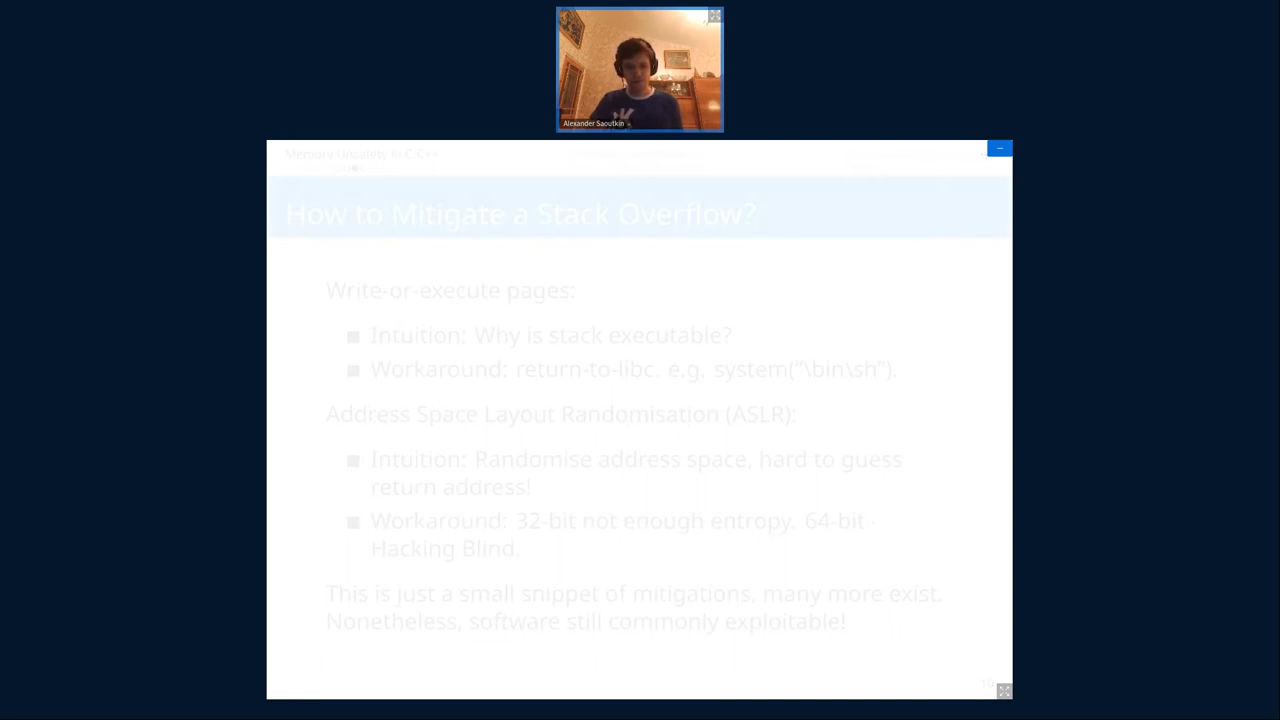 Alexander Saoutkin
Memory Unsafety in C/C++
How to Mitigate a Stack Overflow?
Write-or-execute pages:
Intuition: Why is stack executable?
Workaround: return-to-libc. e.g. system("\bin\sh").
Address Space Layout Randomisation (ASLR):
Intuition: Randomise address space, hard to guess
return address!
Workaround: 32-bit not enough entropy. 64-bit -
Hacking Blind.
This is just a small snippet of mitigations, many more exist.
Nonetheless, software still commonly exploitable!